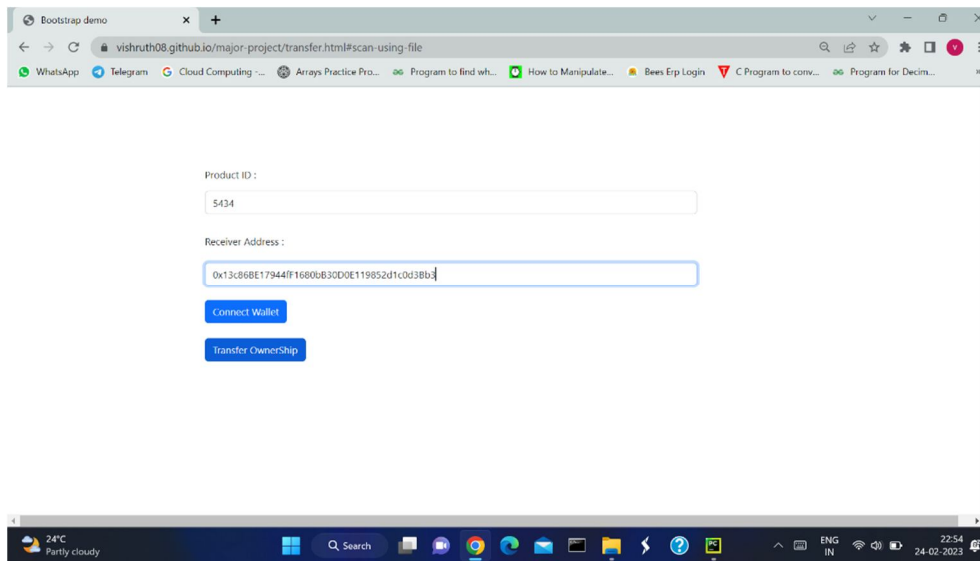 Bootstrap demo
vishruth08.github.io/major-project/transfer.html#scan-using-file
WhatsApp Telegram Cloud Computing -... Arrays Practice Pro... Program to find wh... How to Manipulate... Bees Erp Login C Program to conv... Program for Decim...
Product ID :
5434
Receiver Address :
0x13c86BE17944fF1680bB30D0E119852d1c0d3Bb3
Connect Wallet
Transfer OwnerShip
24°C
Partly cloudy
Search
ENG
IN
22:54
24-02-2023